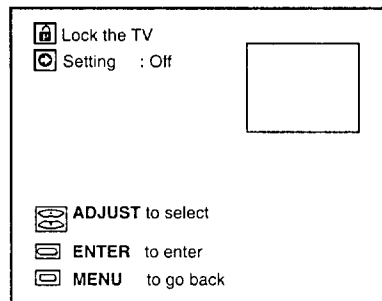 Lock the TV
Setting : Off
ADJUST to select
ENTER to enter
MENU to go back